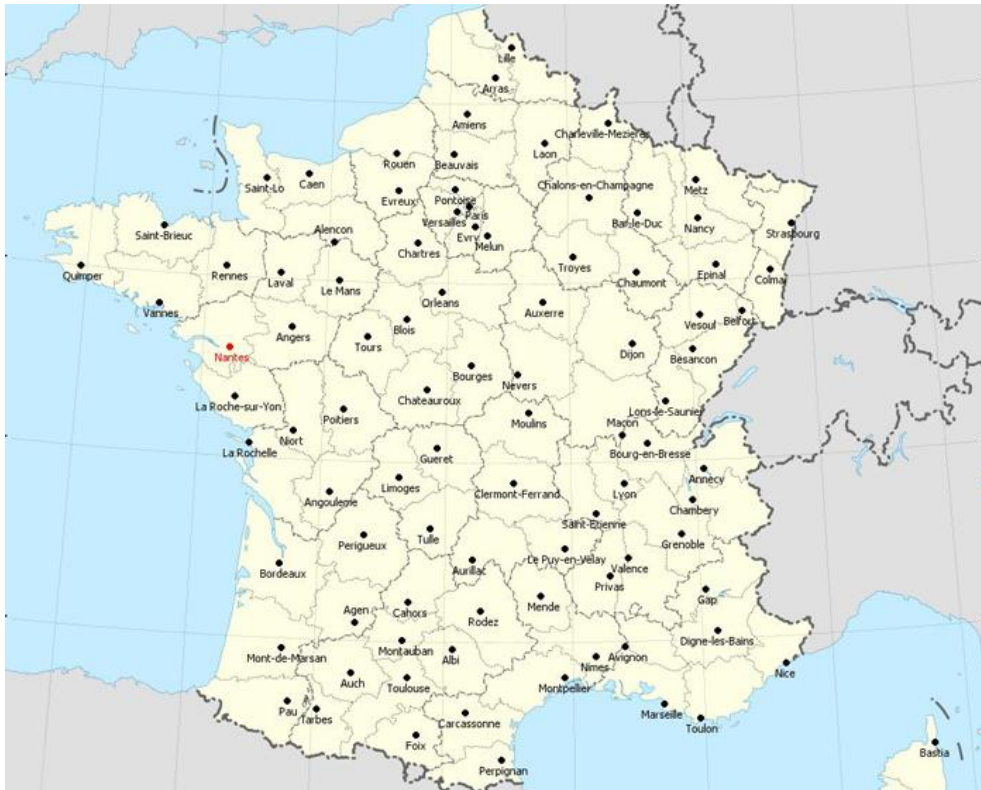 Lille
Arras
Amiens
Charleville-Mezieres
Laon
Rouen
Beauvais
Saint-Lo
Caen
Chalons-en-Champagne
Metz
Evreux
Pontoise
Paris
Versailles
Bar-le-Duc
Nancy
Strasbourg
Saint-Brieuc
Alencon
Evry
Melun
Chartres
Quimper
Rennes
Laval
Le Mans
Troyes
Chaumont
Epinal
Colmar
Orleans
Vannes
Auxerre
Vesoul
Belfort
Blois
Angers
Tours
Nantes
Dijon
Besancon
Bourges
Nevers
Chateauroux
La Roche-sur-Yon
Poitiers
Moulins
Lons-le-Saunier
Macon
Niort
La Rochelle
Bourg-en-Bresse
Gueret
Annecy
Limoges
Clermont-Ferrand
Lyon
Angouleme
Chambery
Saint-Etienne
Tulle
Perigueux
Grenoble
Le Puy-en-Velay
Valence
Aurillac
Bordeaux
Privas
Gap
Agen
Cahors
Mende
Rodez
Digne-les-Bains
Mont-de-Marsan
Montauban
Albi
Avignon
Nimes
Nice
Auch
Toulouse
Montpellier
Pau
Tarbes
Carcassonne
Marseille
Toulon
Foix
Bastia
Perpignan